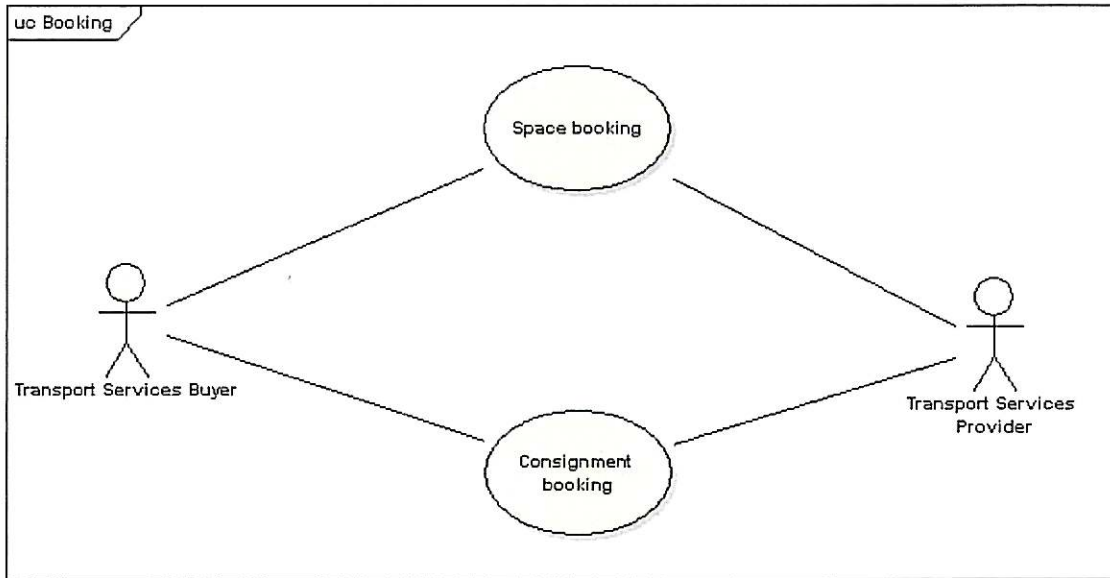 uc Booking
Space booking
Transport Services Buyer
Transport Services
Provider
Consignment
booking